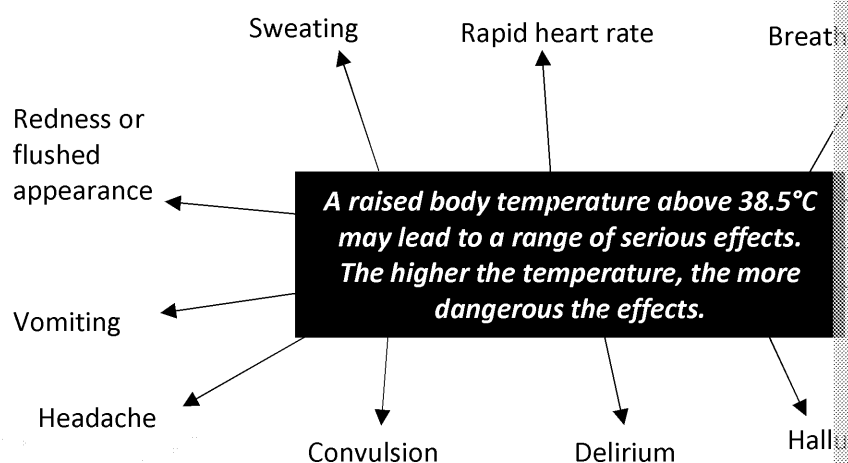 Sweating
Rapid heart rate
Redness or
flushed
appearance
A raised body temperature above 38.5°C
may lead to a range of serious effects.
The higher the temperature, the more
dangerous the effects.
Vomiting
Headache
Convulsion
Delirium